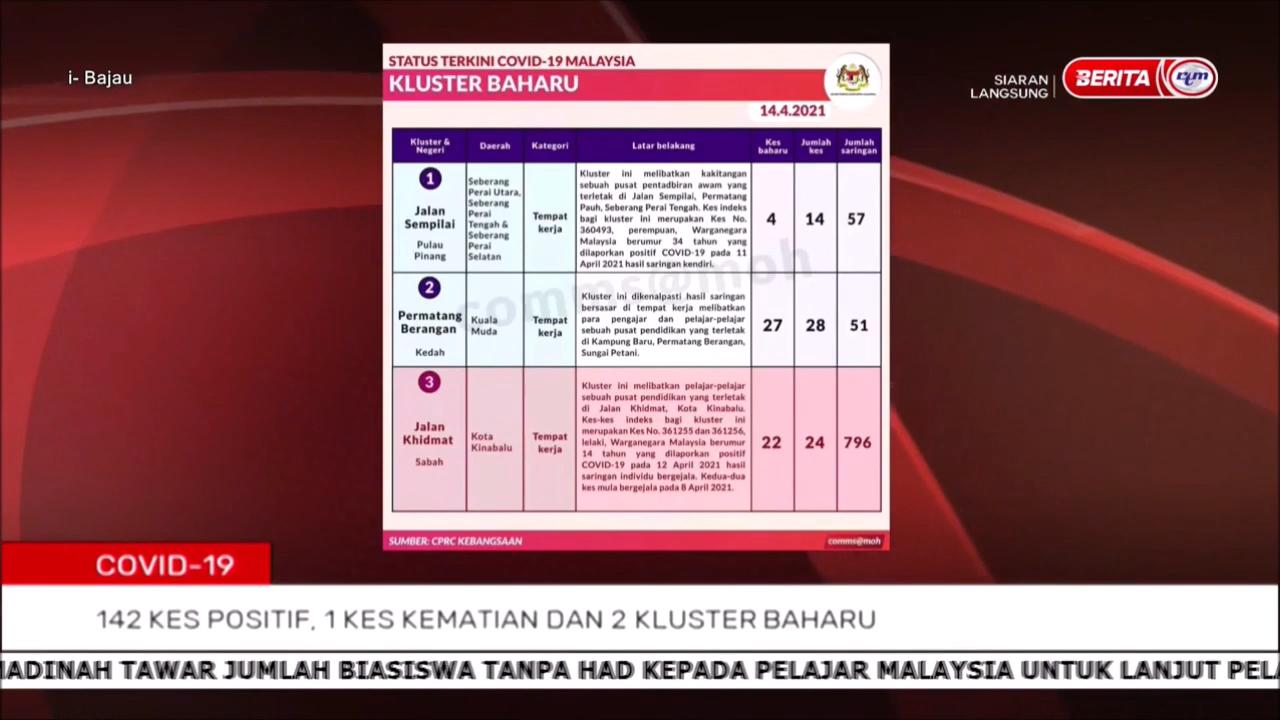 i- Bajau
SIARAN
LANGSUNG
BERITA
STATUS TERKINI COVID-19 MALAYSIA
KLUSTER BAHARU
14.4.2021
Kluster & Negeri
Daerah
Kategori
Latar belakang
Kes baharu
Jumlah kes
Jumlah saringan
1
Jalan
Sempilai
Pulau
Pinang
Seberang
Perai Utara,
Seberang
Perai
Tengah &
Seberang
Perai
Selatan
Tempat
kerja
Kluster ini melibatkan kakitangan
sebuah pusat pentadbiran awam yang
terletak di Jalan Sempilai, Permatang
Pauh, Seberang Perai Tengah. Kes indeks
bagi kluster ini merupakan Kes No.
360493, perempuan, Warganegara
Malaysia berumur 34 tahun yang
dilaporkan positif COVID-19 pada 11
April 2021 hasil saringan kendiri.
4
14
57
2
Permatang
Berangan
Kedah
Kuala
Muda
Tempat
kerja
Kluster ini dikenalpasti hasil saringan
bersasar di tempat kerja melibatkan
para pengajar dan pelajar-pelajar
sebuah pusat pendidikan yang terletak
di Kampung Baru, Permatang Berangan,
Sungai Petani.
27
28
51
3
Jalan
Khidmat
Sabah
Kota
Kinabalu
Tempat
kerja
Kluster ini melibatkan pelajar-pelajar
sebuah pusat pendidikan yang terletak
di Jalan Khidmat, Kota Kinabalu.
Kes-kes indeks bagi kluster ini
merupakan Kes No. 361255 dan 361256,
lelaki, Warganegara Malaysia berumur
14 tahun yang dilaporkan positif
COVID-19 pada 12 April 2021 hasil
saringan individu bergejala. Kedua-dua
kes mula bergejala pada 8 April 2021.
22
24
796
comms@moh
SUMBER: CPRC KEBANGSAAN
comms@moh
COVID-19
142 KES POSITIF, 1 KES KEMATIAN DAN 2 KLUSTER BAHARU
MADINAH TAWAR JUMLAH BIASISWA TANPA HAD KEPADA PELAJAR MALAYSIA UNTUK LANJUT PELA